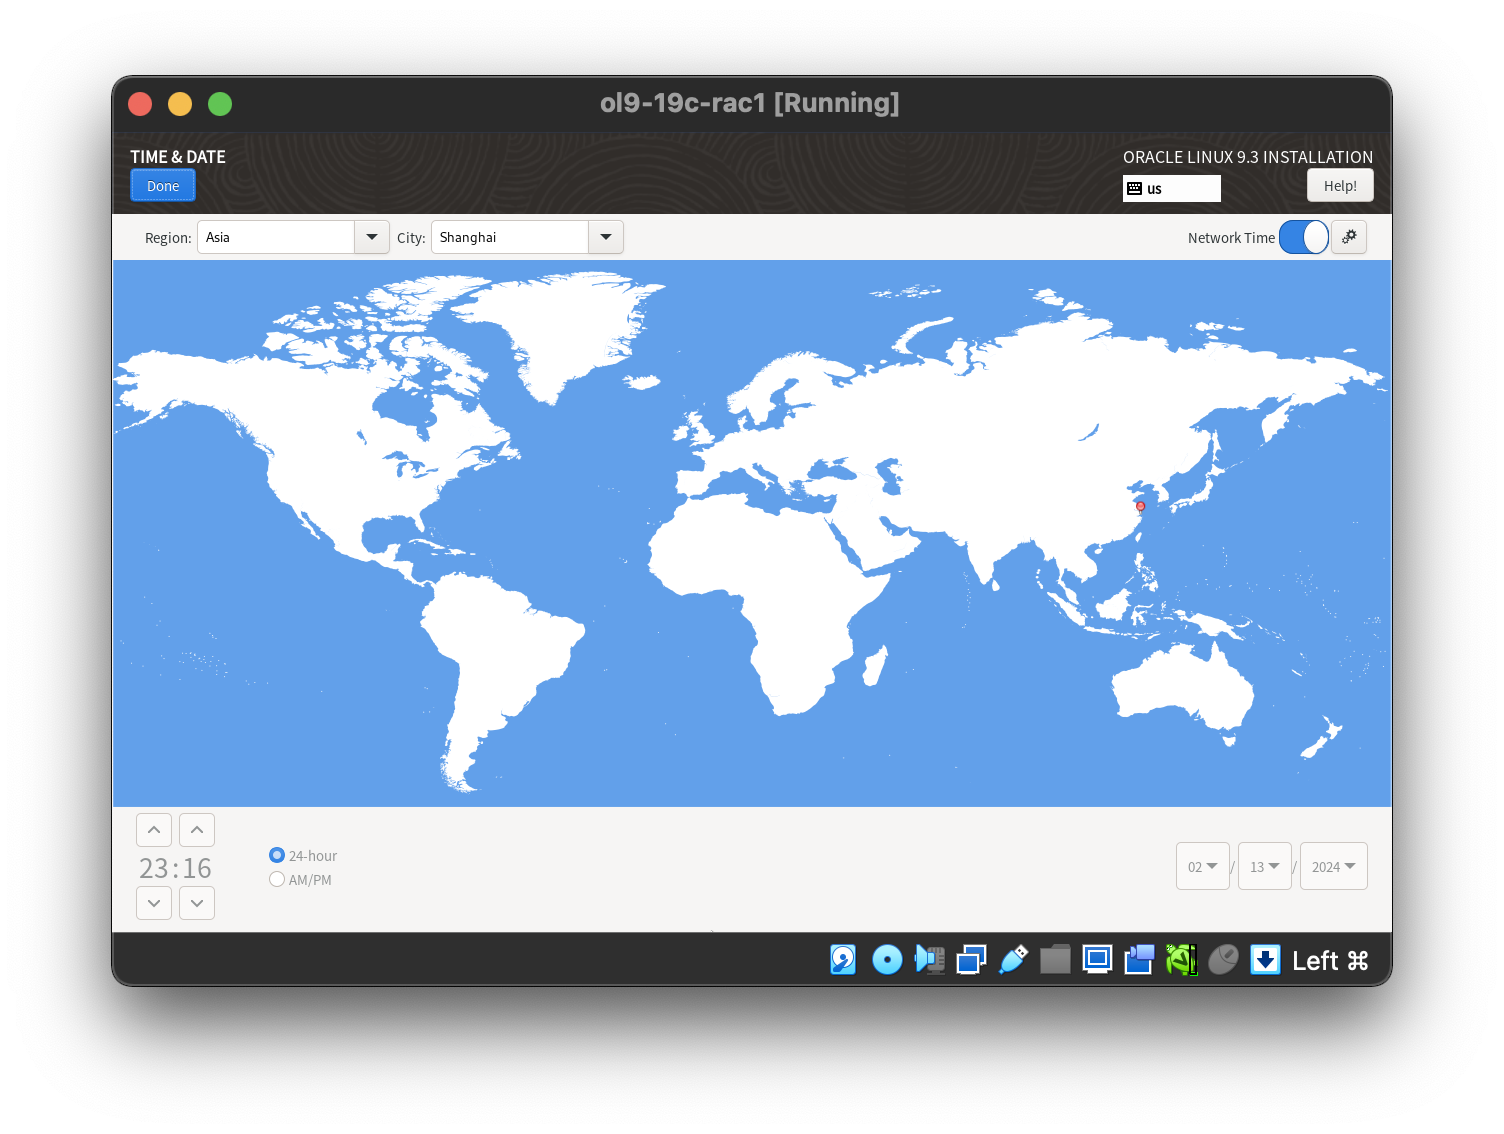 ol9-19c-rac1 [Running]
TIME & DATE
ORACLE LINUX 9.3 INSTALLATION
Done
us
Help!
Region:
Asia
City:
Shanghai
Network Time
23:16
24-hour
AM/PM
02 / 13 / 2024
Left ⌘